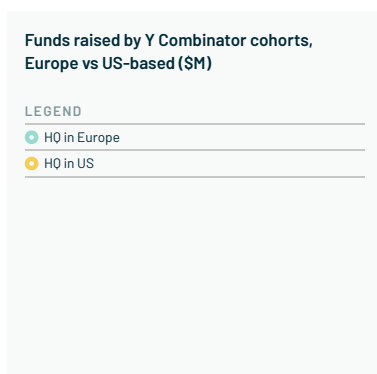 Funds raised by Y Combinator cohorts,
Europe vs US-based ($M)
LEGEND
HQ in Europe
HQ in US